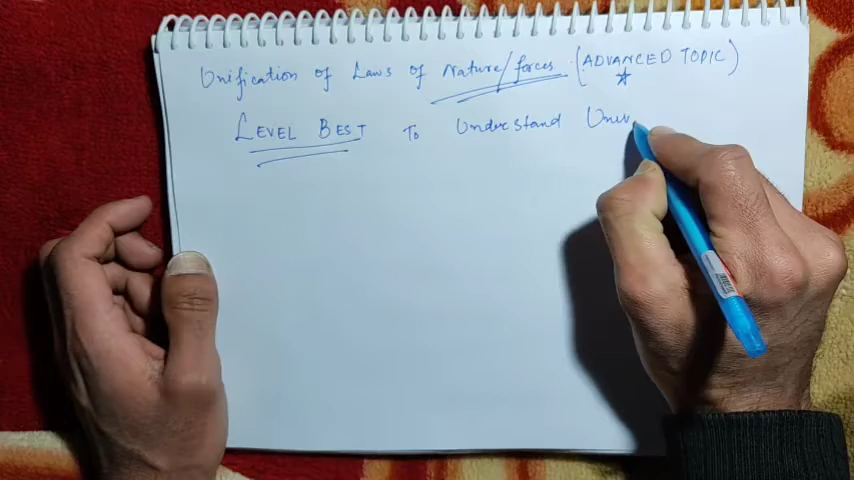 Unification of Laws of Nature/forces (ADVANCED TOPIC)
LEVEL BEST To Understand Univ